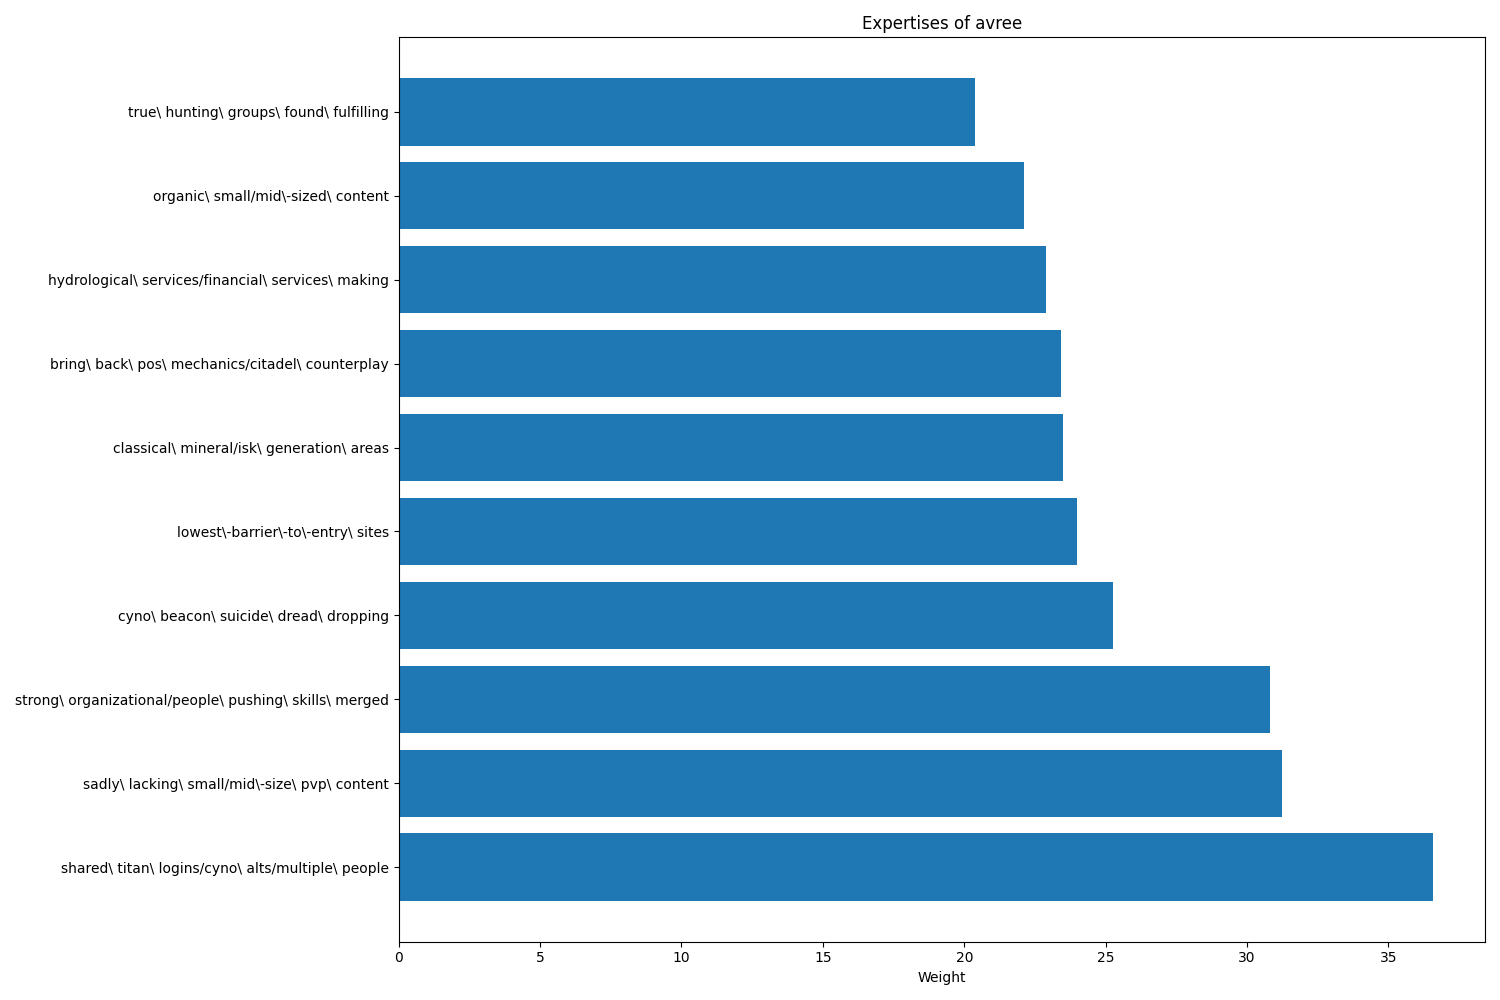 Expertises of avree
true\ hunting\ groups\ found\ fulfilling
organic\ small/mid\-sized\ content
hydrological\ services/financial\ services\ making
bring\ back\ pos\ mechanics/citadel\ counterplay
classical\ mineral/isk\ generation\ areas
lowest\-barrier\-to\-entry\ sites
cyno\ beacon\ suicide\ dread\ dropping
strong\ organizational/people\ pushing\ skills\ merged
sadly\ lacking\ small/mid\-size\ pvp\ content
shared\ titan\ logins/cyno\ alts/multiple\ people
0 5 10 15 20 25 30 35
Weight